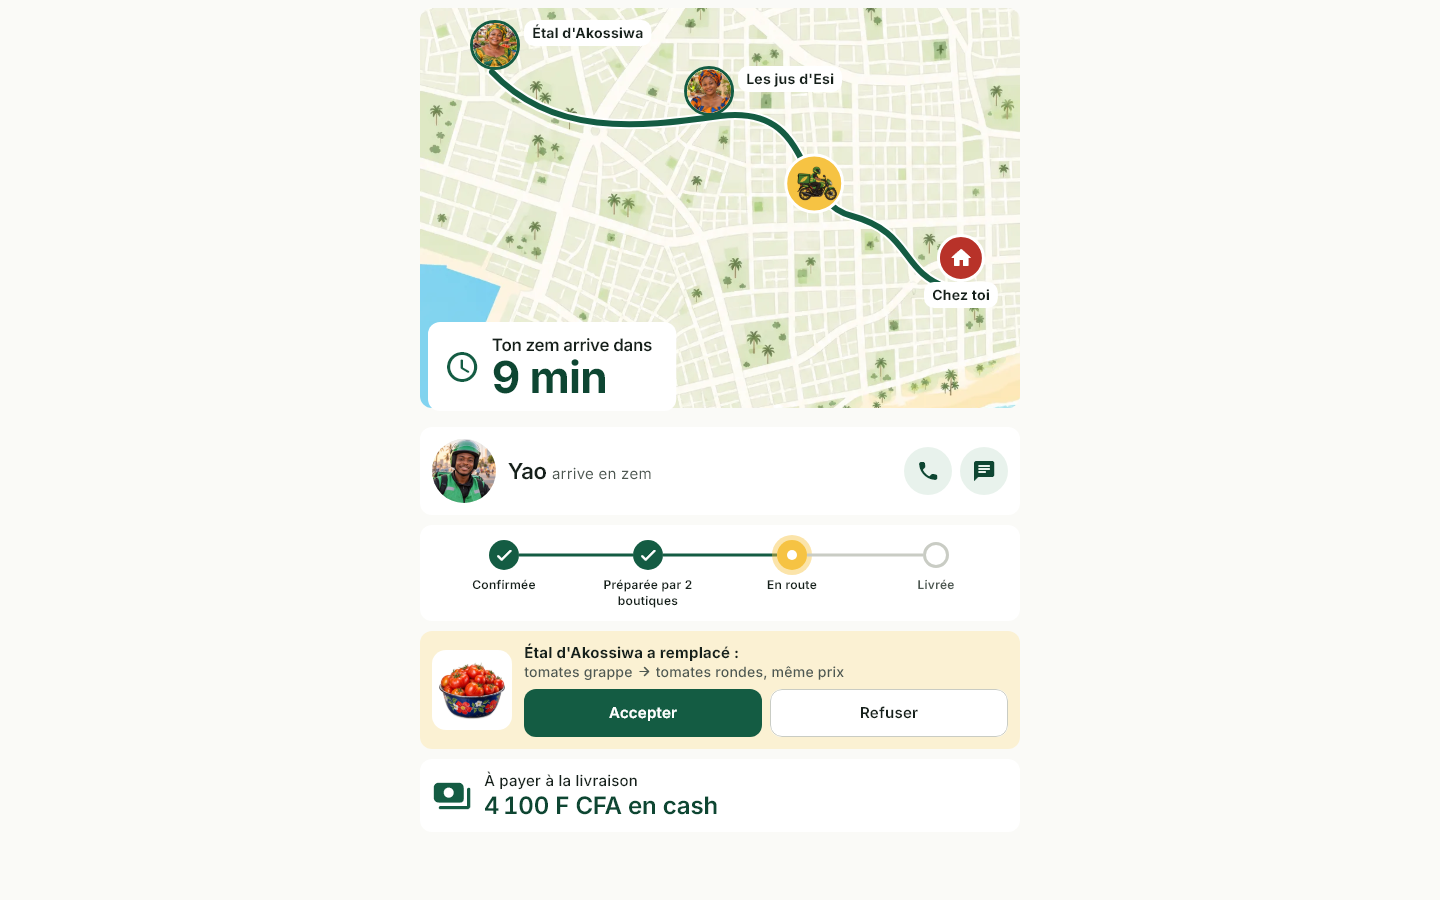 Étal d'Akossiwa
Les jus d'Esi
Chez toi
Ton zem arrive dans
9 min
Yao arrive en zem
Confirmée
Préparée par 2
boutiques
En route
Livrée
Étal d'Akossiwa a remplacé :
tomates grappe → tomates rondes, même prix
Accepter
Refuser
À payer à la livraison
4 100 F CFA en cash